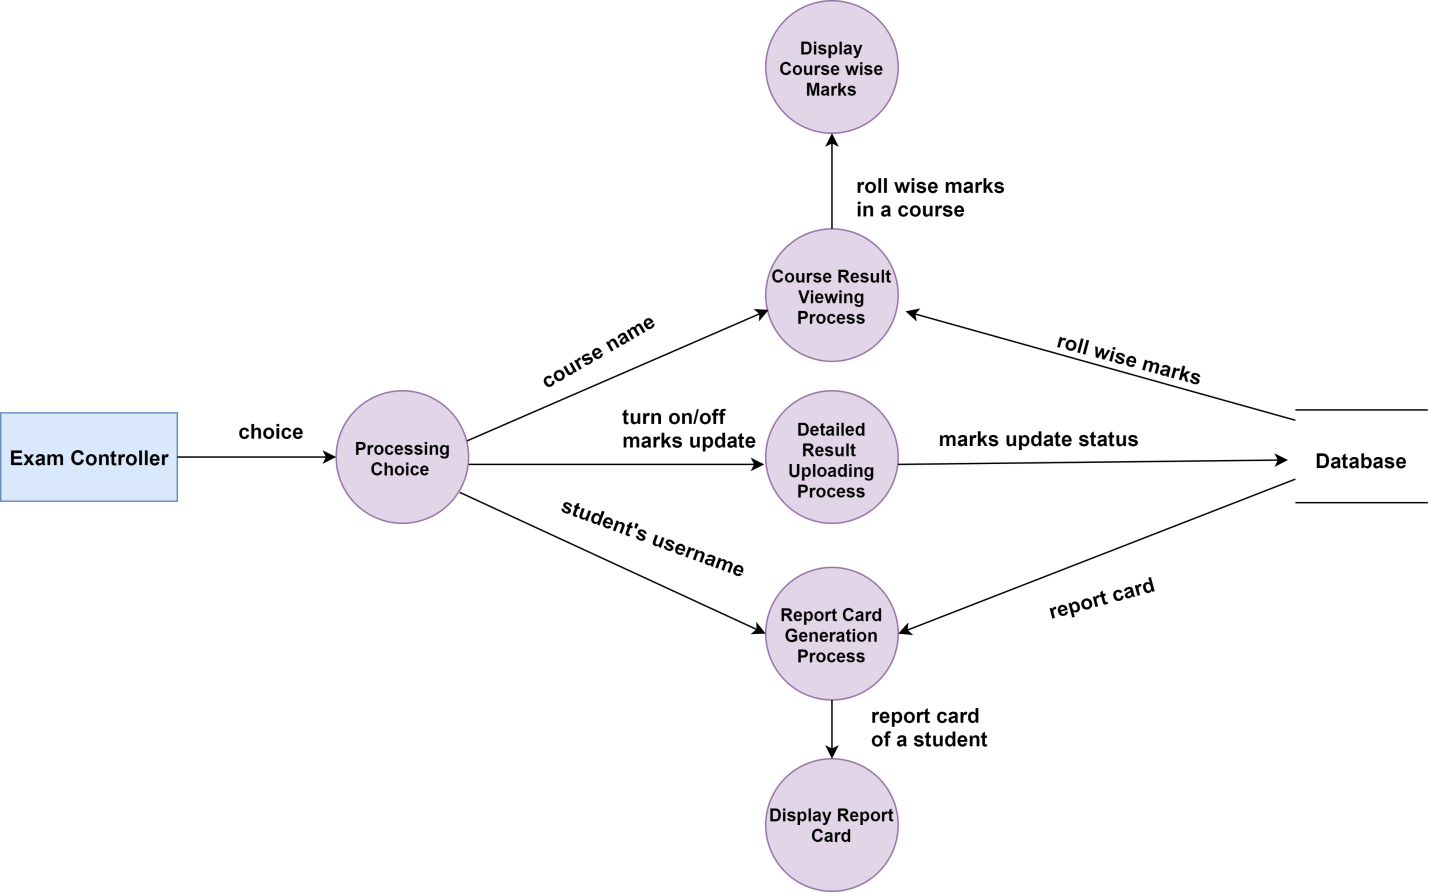 Display
Course wise
Marks
roll wise marks
in a course
Course Result
Viewing
Process
course name
roll wise marks
Exam Controller
choice
Processing
Choice
turn on/off
marks update
Detailed
Result
Uploading
Process
marks update status
Database
student's username
Report Card
Generation
Process
report card
report card
of a student
Display Report
Card